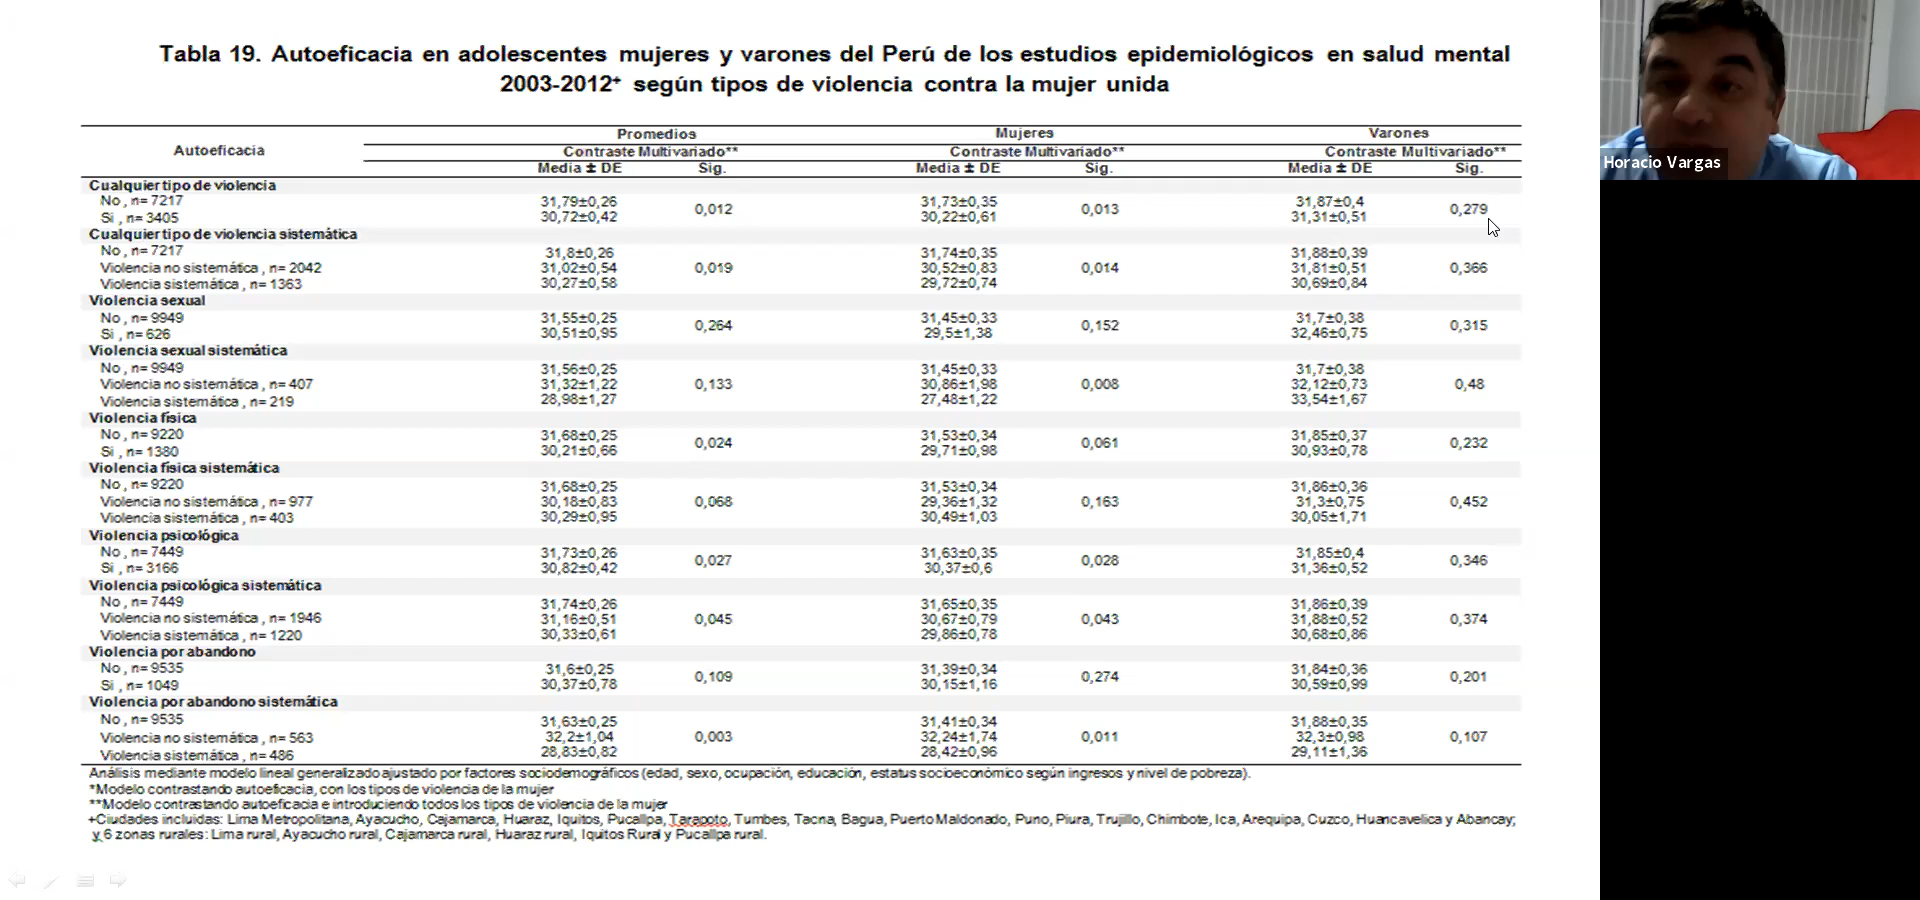 Tabla 19. Autoeficacia en adolescentes mujeres y varones del Perú de los estudios epidemiológicos en salud mental
2003-2012+ según tipos de violencia contra la mujer unida
Autoeficacia
Promedios Mujeres Varones
Contraste Multivariado** Contraste Multivariado** Contraste Multivariado**
Media ± DE Sig. Media ± DE Sig. Media ± DE Sig.
Cualquier tipo de violencia
No , n= 7217 31,79±0,26 0,012 31,73±0,35 0,013 31,87±0,4 0,279
Si , n= 3405 30,72±0,42 30,22±0,61 31,31±0,51
Cualquier tipo de violencia sistemática
No , n= 7217 31,8±0,26 31,74±0,35 31,88±0,39
Violencia no sistemática , n= 2042 31,02±0,54 0,019 30,52±0,83 0,014 31,81±0,51 0,366
Violencia sistemática , n= 1363 30,27±0,58 29,72±0,74 30,69±0,84
Violencia sexual
No , n= 9949 31,55±0,25 0,264 31,45±0,33 0,152 31,7±0,38 0,315
Si , n= 626 30,51±0,95 29,5±1,38 32,46±0,75
Violencia sexual sistemática
No , n= 9949 31,56±0,25 31,45±0,33 31,7±0,38
Violencia no sistemática , n= 407 31,32±1,22 0,133 30,86±1,98 0,008 32,12±0,73 0,48
Violencia sistemática , n= 219 28,98±1,27 27,48±1,22 33,54±1,67
Violencia física
No , n= 9220 31,68±0,25 0,024 31,53±0,34 0,061 31,85±0,37 0,232
Si , n= 1380 30,21±0,66 29,71±0,98 30,93±0,78
Violencia física sistemática
No , n= 9220 31,68±0,25 31,53±0,34 31,86±0,36
Violencia no sistemática , n= 977 30,18±0,83 0,068 29,36±1,32 0,163 31,3±0,75 0,452
Violencia sistemática , n= 403 30,29±0,95 30,49±1,03 30,05±1,71
Violencia psicológica
No , n= 7449 31,73±0,26 0,027 31,63±0,35 0,028 31,85±0,4 0,346
Si , n= 3166 30,82±0,42 30,37±0,6 31,36±0,52
Violencia psicológica sistemática
No , n= 7449 31,74±0,26 31,65±0,35 31,86±0,39
Violencia no sistemática , n= 1946 31,16±0,51 0,045 30,67±0,79 0,043 31,88±0,52 0,374
Violencia sistemática , n= 1220 30,33±0,61 29,86±0,78 30,68±0,86
Violencia por abandono
No , n= 9535 31,6±0,25 0,109 31,39±0,34 0,274 31,84±0,36 0,201
Si , n= 1049 30,37±0,78 30,15±1,16 30,59±0,99
Violencia por abandono sistemática
No , n= 9535 31,63±0,25 31,41±0,34 31,88±0,35
Violencia no sistemática , n= 563 32,2±1,04 0,003 32,24±1,74 0,011 32,3±0,98 0,107
Violencia sistemática , n= 486 28,83±0,82 28,42±0,96 29,11±1,36
Análisis mediante modelo lineal generalizado ajustado por factores sociodemográficos (edad, sexo, ocupación, educación, estatus socioeconómico según ingresos y nivel de pobreza).
*Modelo contrastando autoeficacia, con los tipos de violencia de la mujer
**Modelo contrastando autoeficacia e introduciendo todos los tipos de violencia de la mujer
+Ciudades incluidas: Lima Metropolitana, Ayacucho, Cajamarca, Huaraz, Iquitos, Pucallpa, Tarapoto, Tumbes, Tacna, Bagua, Puerto Maldonado, Puno, Piura, Trujillo, Chimbote, Ica, Arequipa, Cuzco, Huancavelica y Abancay;
y 6 zonas rurales: Lima rural, Ayacucho rural, Cajamarca rural, Huaraz rural, Iquitos Rural y Pucallpa rural.
Horacio Vargas